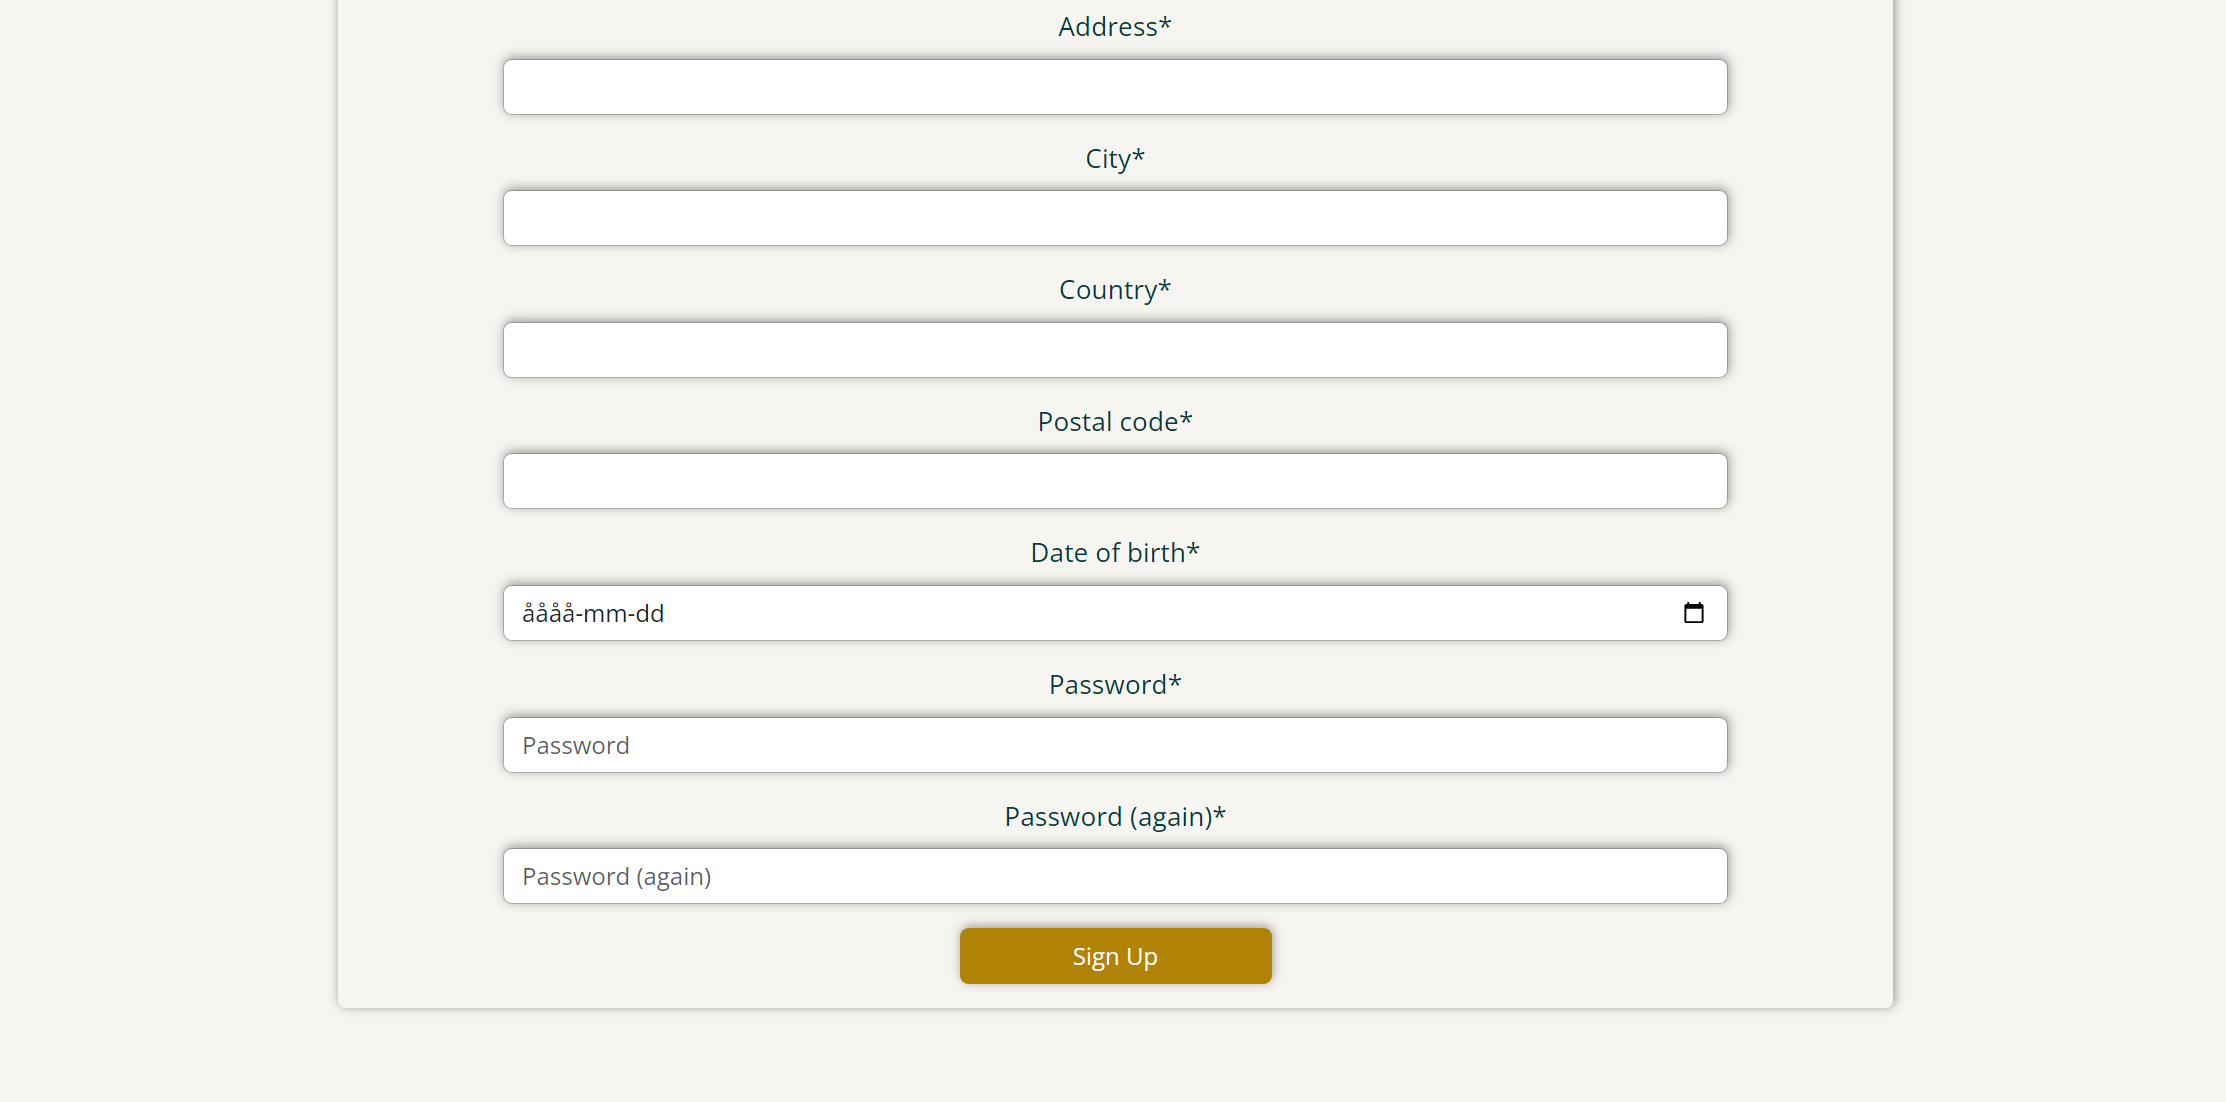 Address*
City*
Country*
Postal code*
Date of birth*
åååå-mm-dd
Password*
Password
Password (again)*
Password (again)
Sign Up